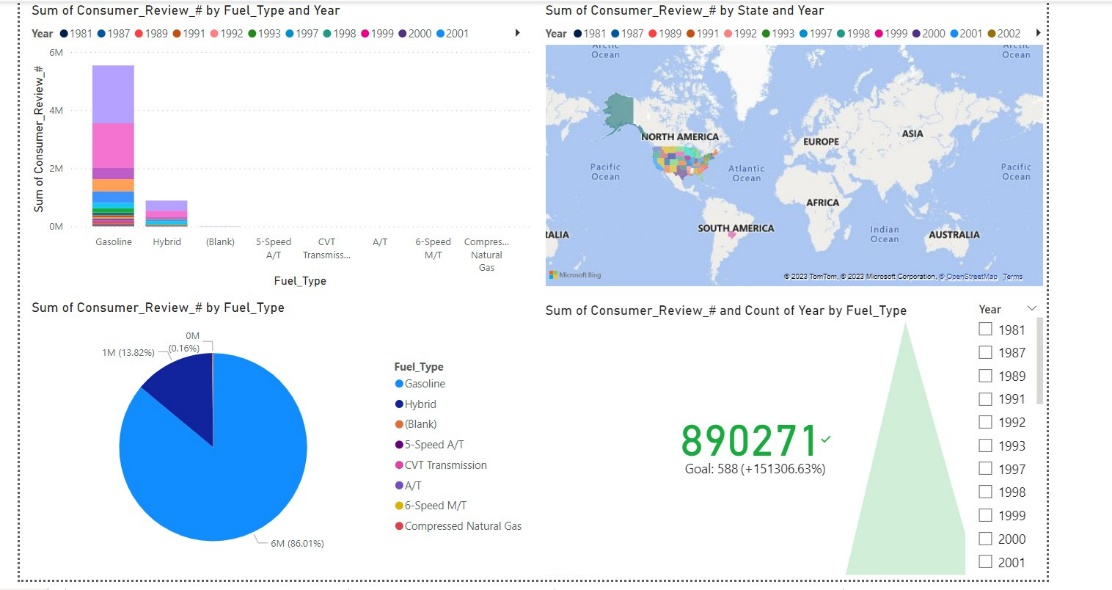 Sum of Consumer_Review_# by Fuel_Type and Year
Year 1981 1987 1989 1991 1992 1993 1997 1998 1999 2000 2001
6M
4M
2M
0M
Sum of Consumer_Review_#
Gasoline Hybrid (Blank) 5-Speed A/T CVT Transmiss... A/T 6-Speed M/T Compres... Natural Gas
Fuel_Type
Sum of Consumer_Review_# by State and Year
Year 1981 1987 1989 1991 1992 1993 1997 1998 1999 2000 2001 2002
Arctic Ocean
Arctic Ocean
NORTH AMERICA
EUROPE
ASIA
Pacific Ocean
Atlantic Ocean
Pacific Ocean
AFRICA
SOUTH AMERICA
Indian Ocean
RALIA
AUSTRALIA
Microsoft Bing
© 2023 TomTom, © 2023 Microsoft Corporation, © OpenStreetMap Terms
Sum of Consumer_Review_# by Fuel_Type
0M (0.16%)
1M (13.82%)
6M (86.01%)
Fuel_Type
Gasoline
Hybrid
(Blank)
5-Speed A/T
CVT Transmission
A/T
6-Speed M/T
Compressed Natural Gas
Sum of Consumer_Review_# and Count of Year by Fuel_Type
890271
Goal: 588 (+151306.63%)
Year
1981
1987
1989
1991
1992
1993
1997
1998
1999
2000
2001